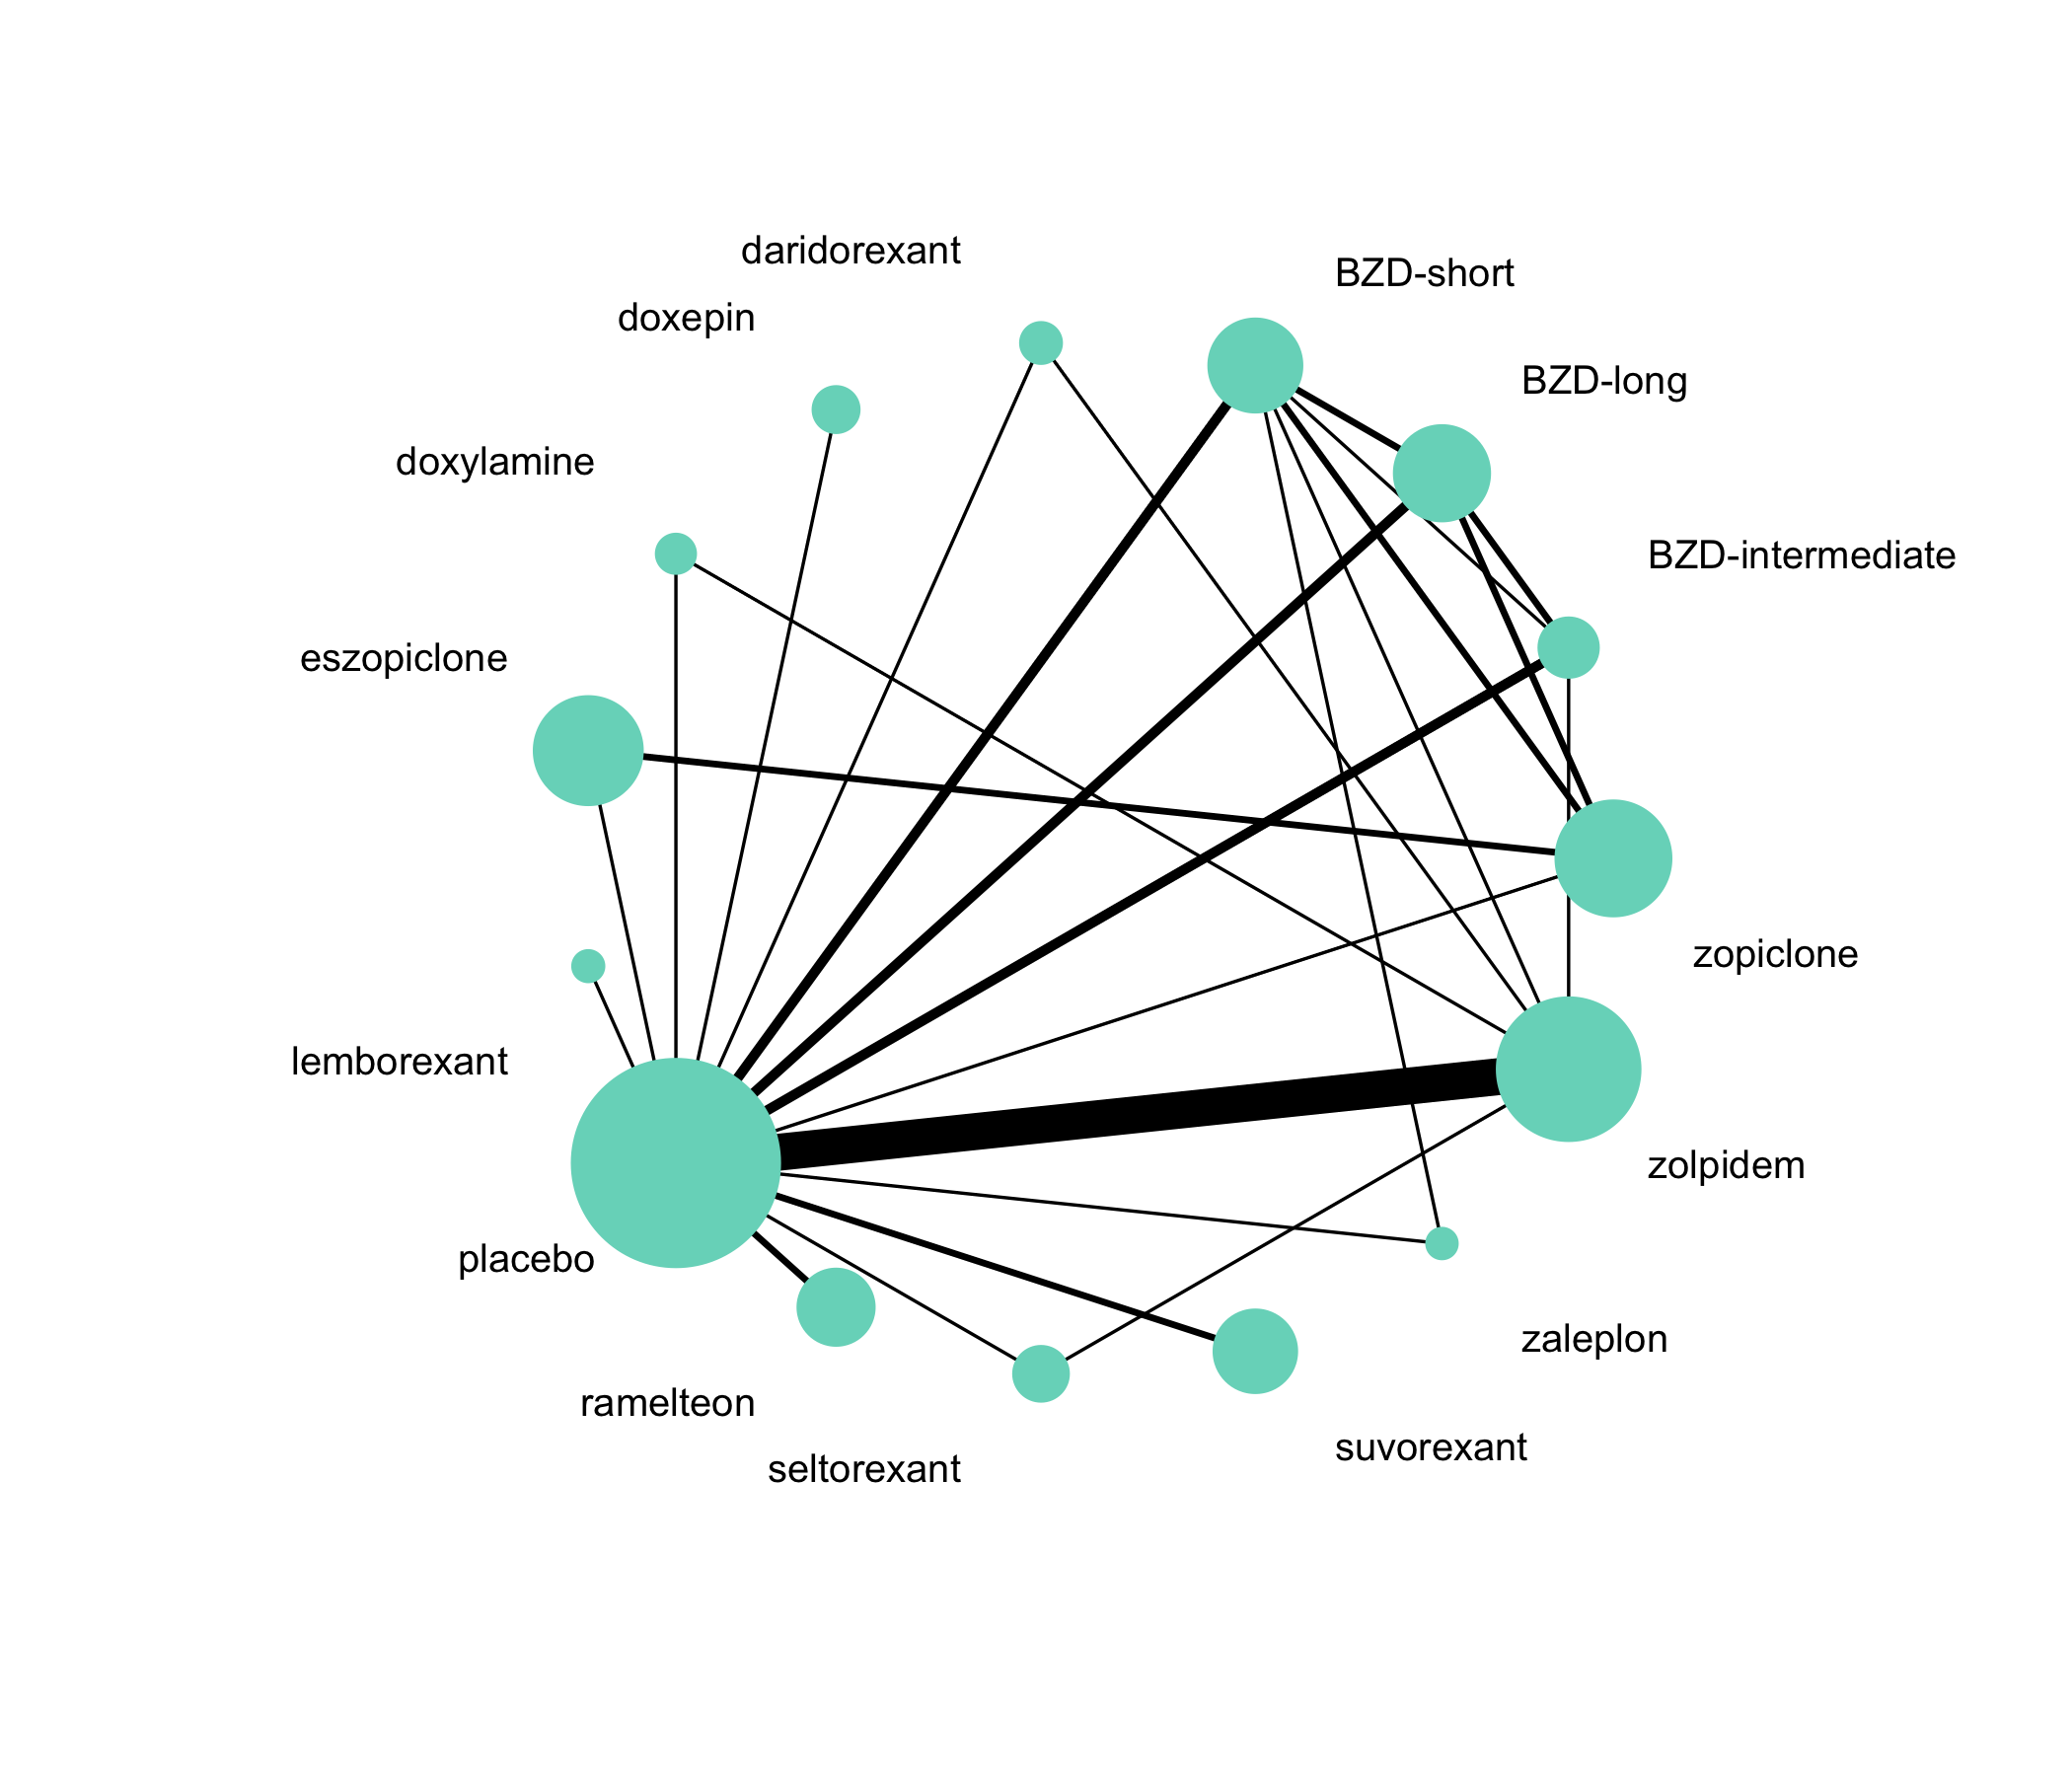 daridorexant
BZD-short
doxepin
BZD-long
doxylamine
BZD-intermediate
eszopiclone
zopiclone
lemborexant
zolpidem
placebo
zaleplon
ramelteon
suvorexant
seltorexant